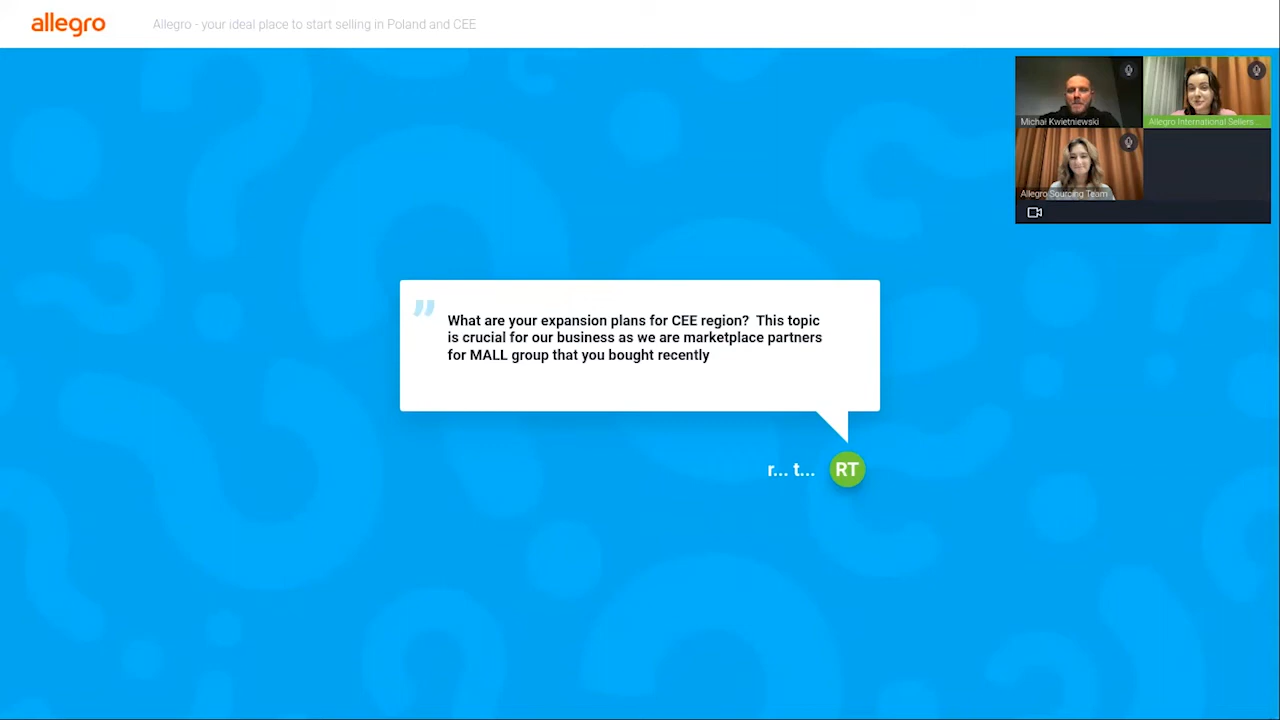 allegro
Allegro - your ideal place to start selling in Poland and CEE
Michał Kwietniewski
Allegro International Sellers ...
Allegro Sourcing Team
What are your expansion plans for CEE region?  This topic
is crucial for our business as we are marketplace partners
for MALL group that you bought recently
r... t...
RT